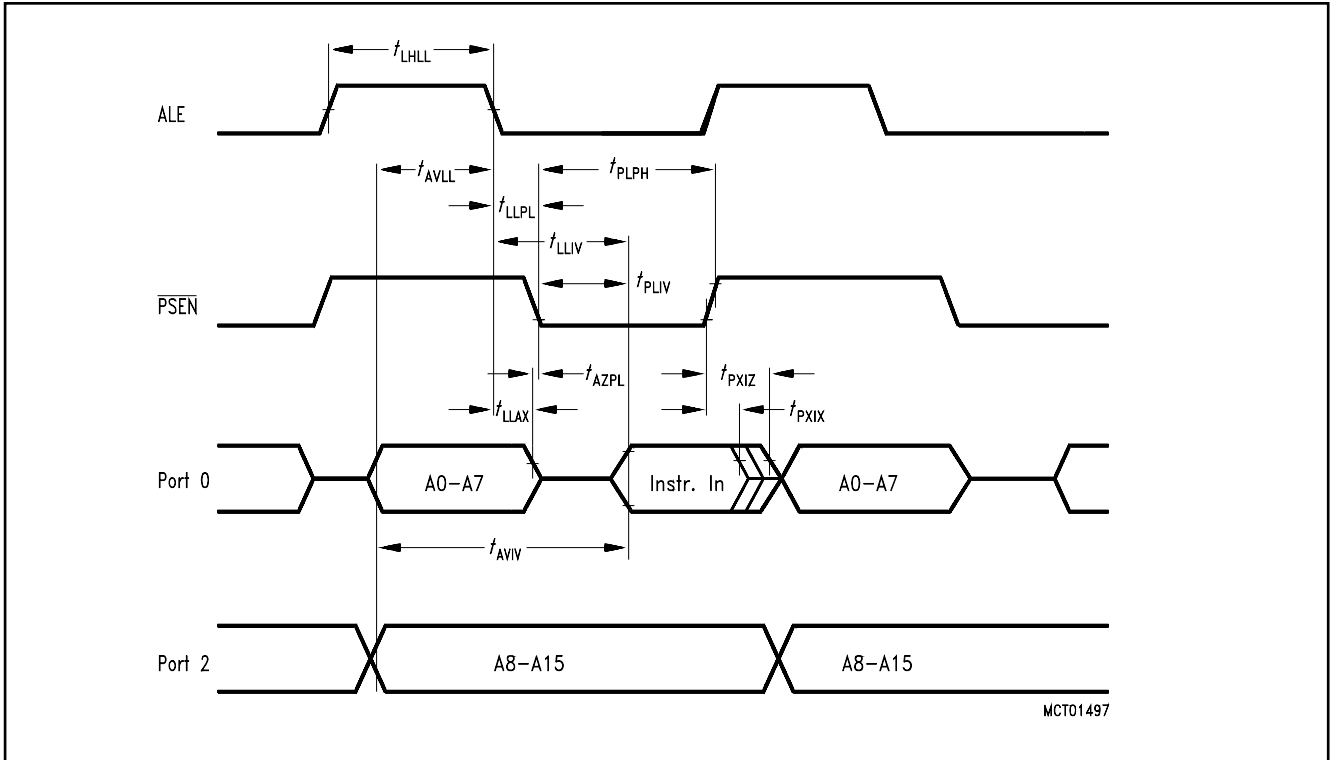 tLHLL
ALE
tAVLL
tPLPH
tLLPL
tLLIV
tPLIV
PSEN
tAZPL
tPXIZ
tLLAX
tPXIX
Port 0
A0-A7
Instr. In
A0-A7
tAVIV
Port 2
A8-A15
A8-A15
MCT01497